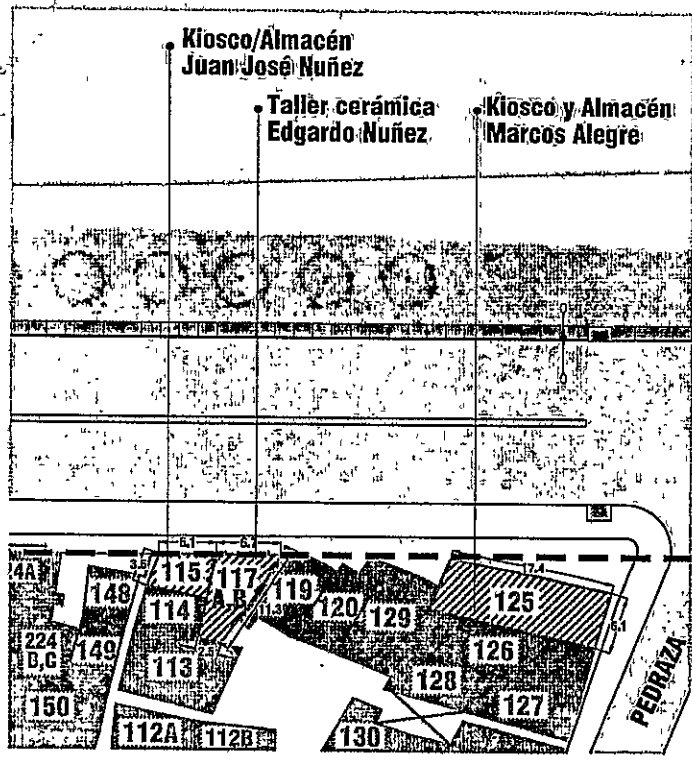 Kiosco/Almacén
Juan José Nuñez
Taller cerámica
Edgardo Nuñez
Kiosco y Almacén
Marcos Alegre
6.1
6.7
17.4
4A
3.6
115
117
A B
119
120
129
125
6.1
148
114
11.3
224
B,C
149
113
2.5
126
150
128
127
112A
112B
130
PEDRAZA